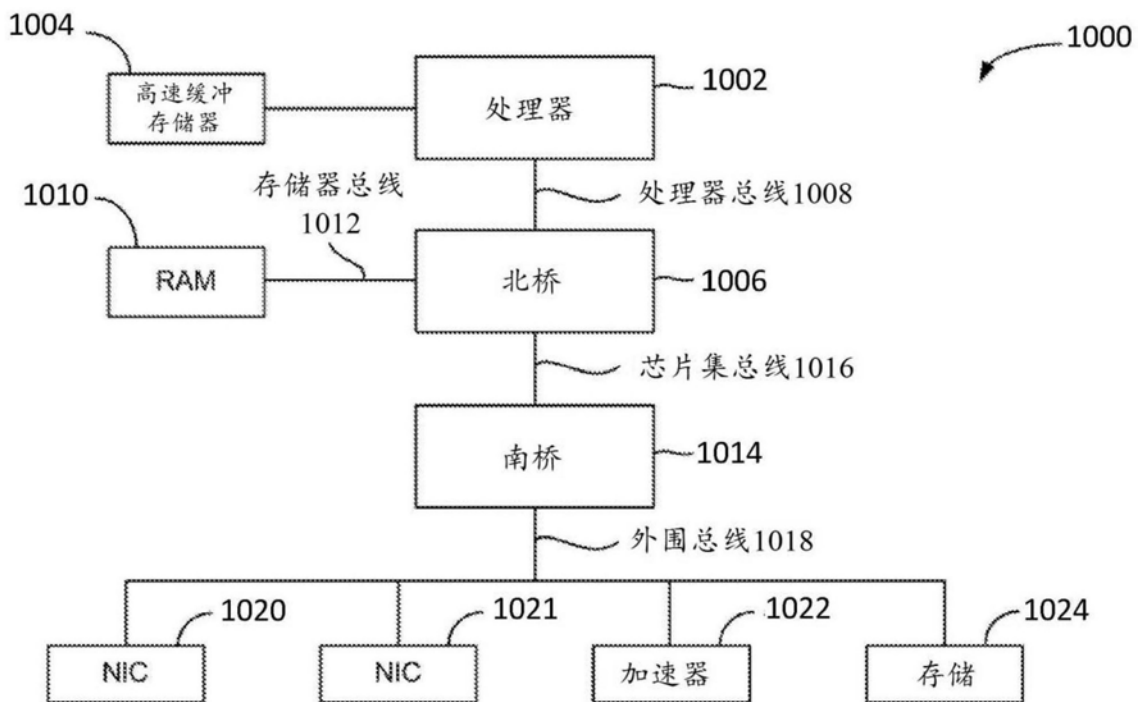 1004
1000
高速缓冲
存储器
处理器
1002
存储器总线
1012
处理器总线1008
1010
RAM
北桥
1006
芯片集总线1016
南桥
1014
外围总线1018
1020
1021
1022
1024
NIC
NIC
加速器
存储